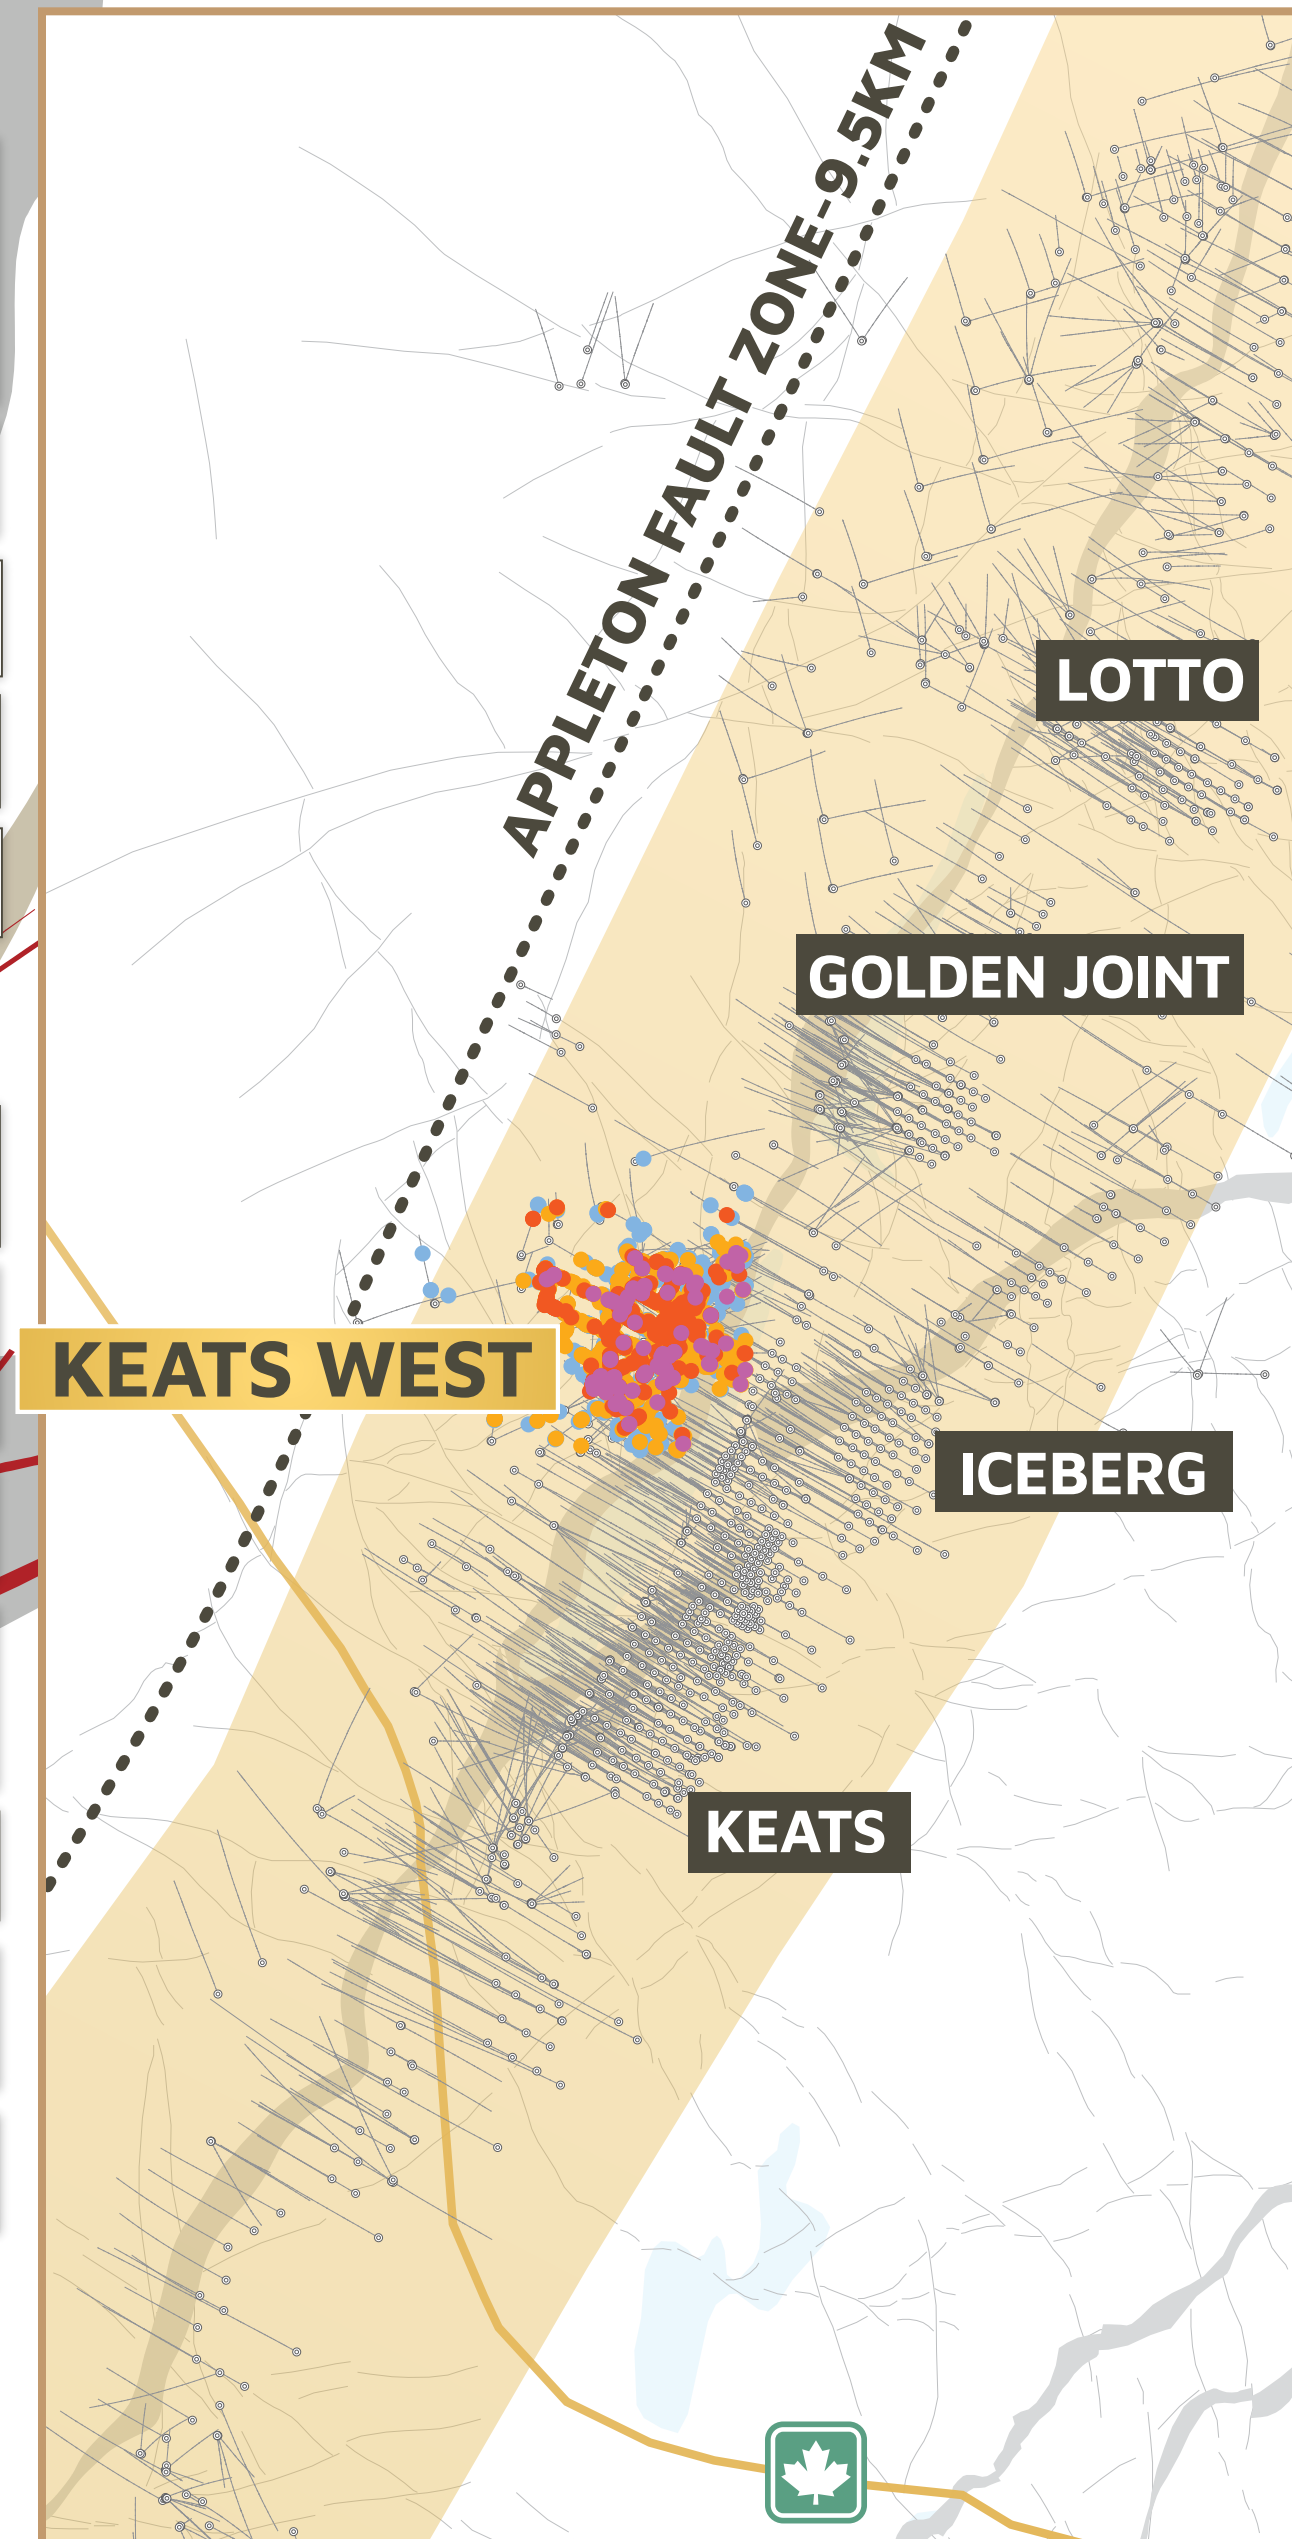 APPLETON FAULT ZONE-9.5KM
LOTTO
GOLDEN JOINT
KEATS WEST
ICEBERG
KEATS